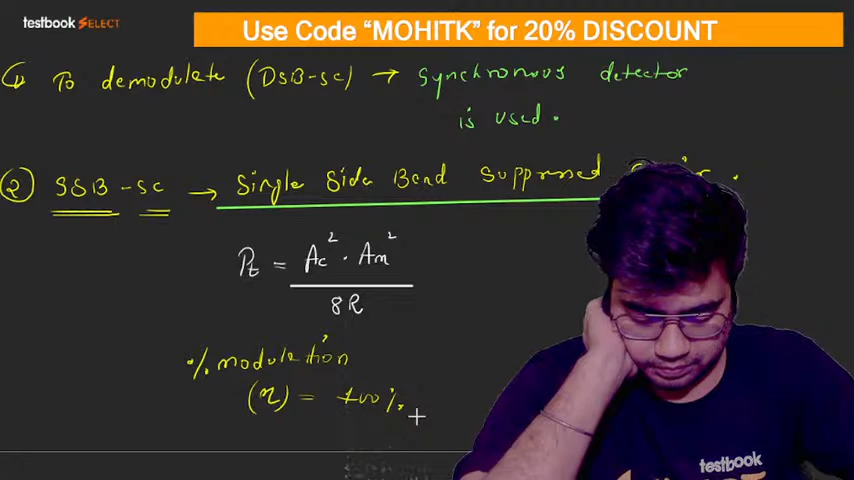 testbook SELECT
Use Code “MOHITK” for 20% DISCOUNT
To demodulate (DSB-SC) → Synchronous detector
is used.
② SSB-SC → Single Side Band Suppressed
Pt = Ac² · Am²
8R
% modulation
(η) = 100%
testbook